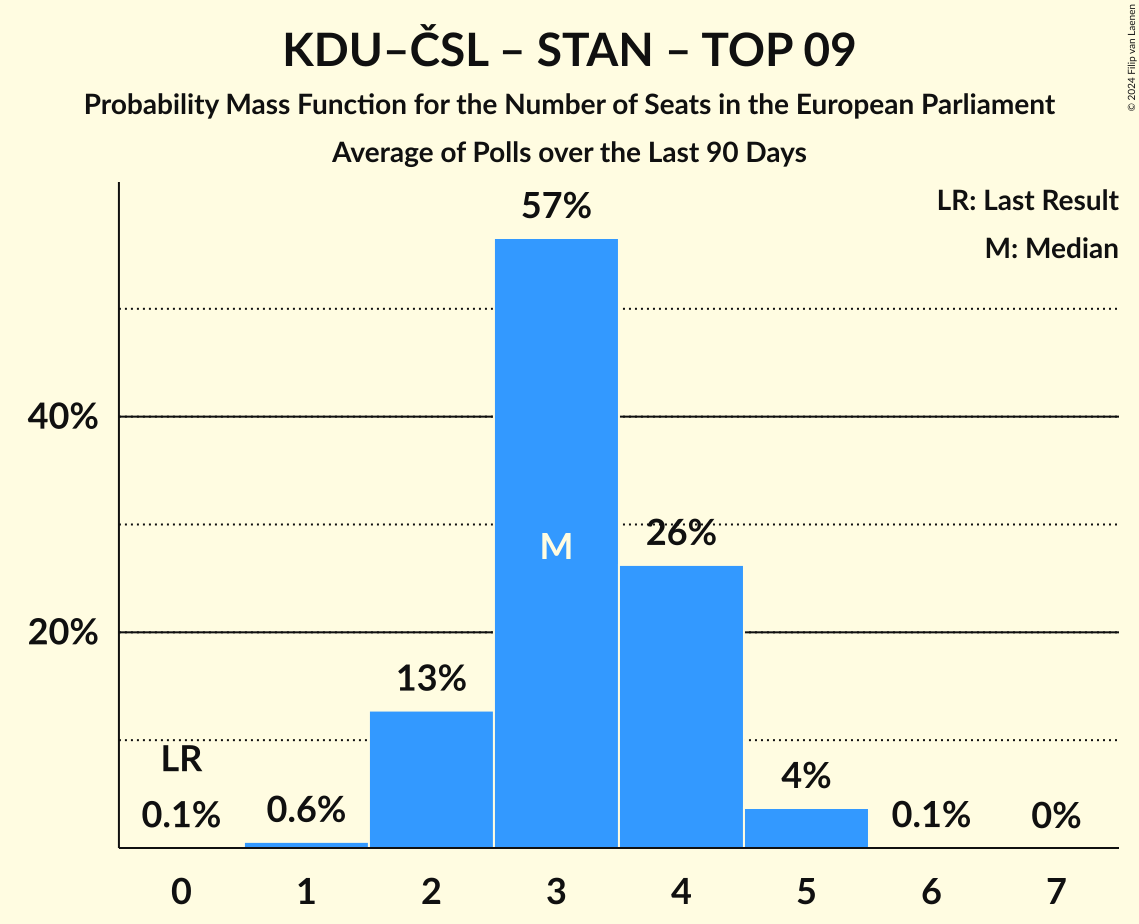 KDU–ČSL – STAN – TOP 09
Probability Mass Function for the Number of Seats in the European Parliament
Average of Polls over the Last 90 Days
© 2024 Filip van Laenen
LR: Last Result
M: Median
57%
40%
M
26%
20%
13%
LR
0.1%
0.6%
4%
0.1%
0%
0 1 2 3 4 5 6 7